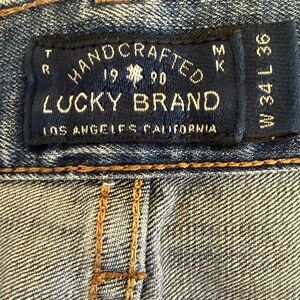 TR MK
HANDCRAFTED
19 90
LUCKY BRAND
LOS ANGELES CALIFORNIA
W 34 L 36